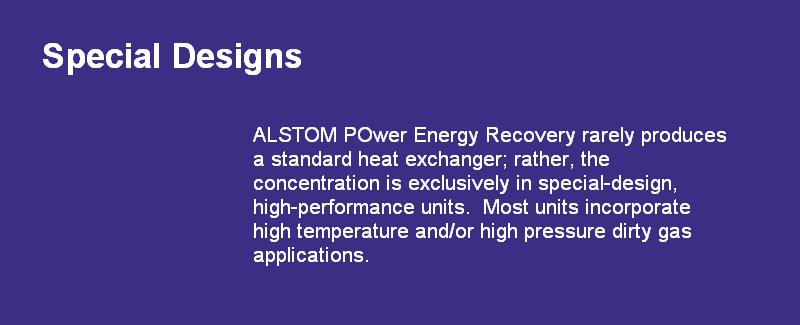 Special Designs
ALSTOM POwer Energy Recovery rarely produces
a standard heat exchanger; rather, the
concentration is exclusively in special-design,
high-performance units.  Most units incorporate
high temperature and/or high pressure dirty gas
applications.